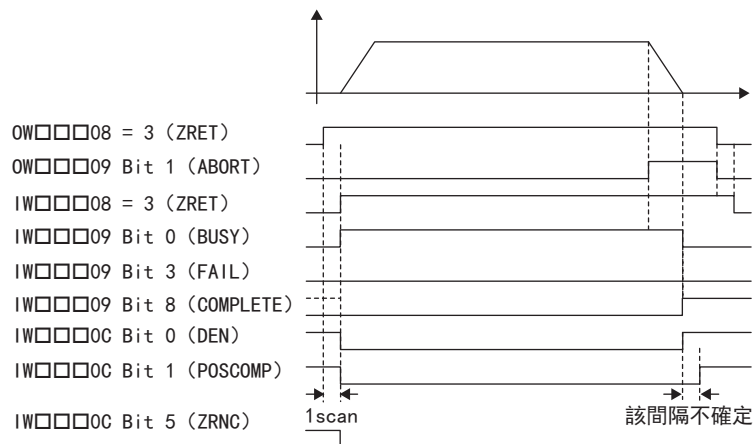 OW□□□08 = 3 (ZRET)
OW□□□09 Bit 1 (ABORT)
IW□□□08 = 3 (ZRET)
IW□□□09 Bit 0 (BUSY)
IW□□□09 Bit 3 (FAIL)
IW□□□09 Bit 8 (COMPLETE)
IW□□□0C Bit 0 (DEN)
IW□□□0C Bit 1 (POSCOMP)
1scan
該間隔不確定
IW□□□0C Bit 5 (ZRNC)